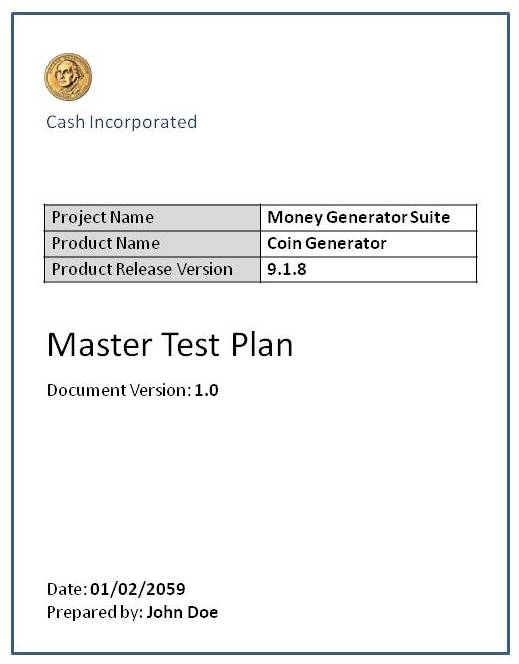 Cash Incorporated
Project Name Money Generator Suite
Product Name Coin Generator
Product Release Version 9.1.8
Master Test Plan
Document Version: 1.0
Date: 01/02/2059
Prepared by: John Doe